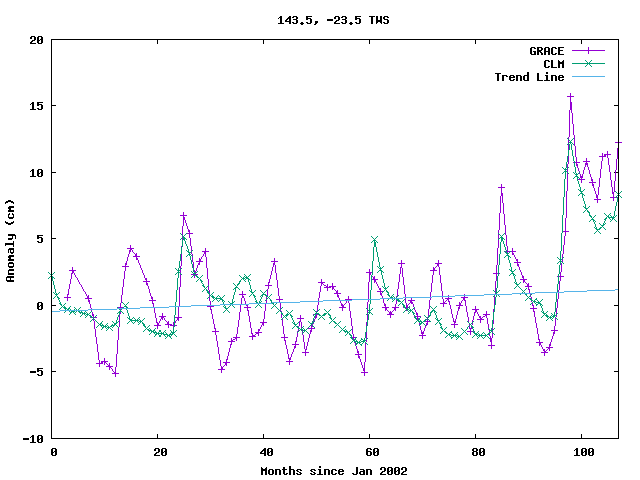 143.5, -23.5 TWS
GRACE
CLM
Trend Line
20
15
10
5
0
-5
-10
Anomaly (cm)
0 20 40 60 80 100
Months since Jan 2002